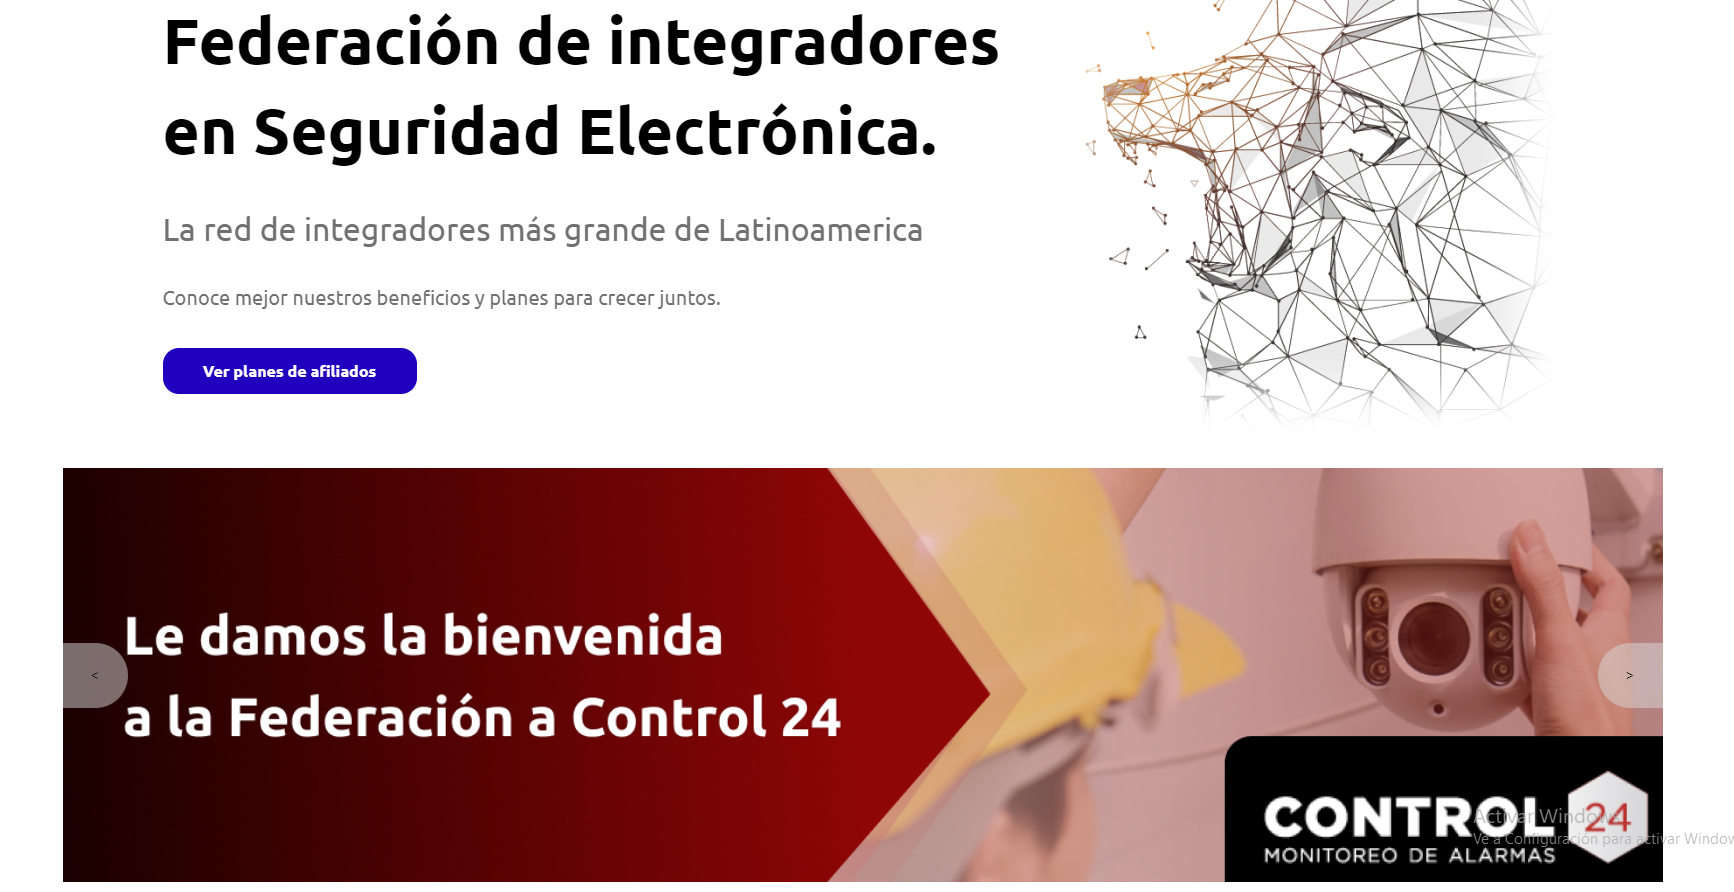 Federación de integradores
en Seguridad Electrónica.
La red de integradores más grande de Latinoamerica
Conoce mejor nuestros beneficios y planes para crecer juntos.
Ver planes de afiliados
Le damos la bienvenida
a la Federación a Control 24
<
>
CONTROL 24
MONITOREO DE ALARMAS
Activar Windows
Ve a Configuración para activar Window